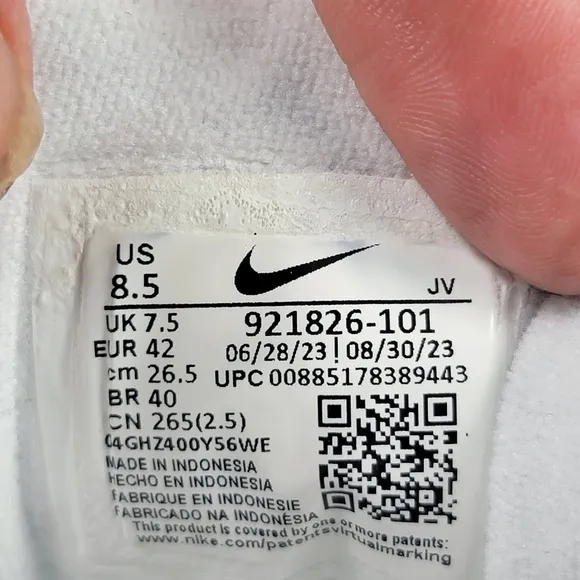 US
8.5
JV
UK 7.5
921826-101
EUR 42
06/28/23 | 08/30/23
cm 26.5
UPC 00885178389443
BR 40
CN 265(2.5)
04GHZ400Y56WE
MADE IN INDONESIA
HECHO EN INDONESIA
FABRIQUE EN INDONESIE
FABRICADO NA INDONÉSIA
This product is covered by one or more patents:
www.nike.com/patentsvirtualmarking